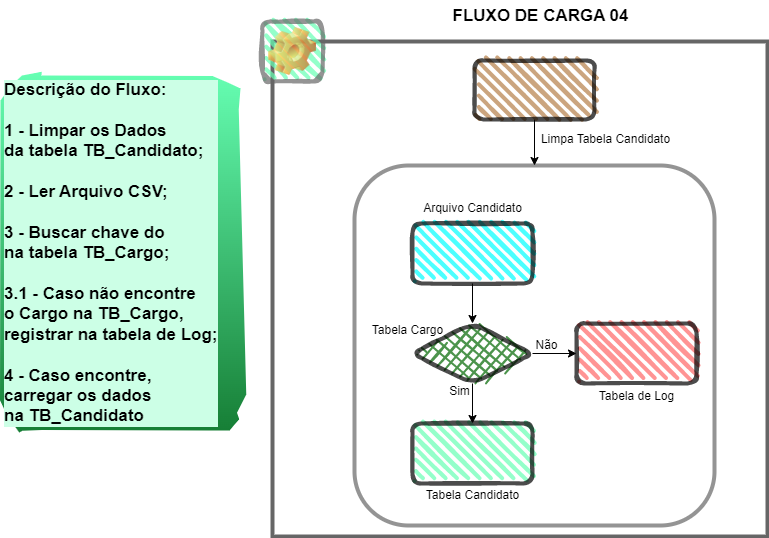 FLUXO DE CARGA 04
Descrição do Fluxo:
1 - Limpar os Dados
da tabela TB_Candidato;
2 - Ler Arquivo CSV;
3 - Buscar chave do
na tabela TB_Cargo;
3.1 - Caso não encontre
o Cargo na TB_Cargo,
registrar na tabela de Log;
4 - Caso encontre,
carregar os dados
na TB_Candidato
Limpa Tabela Candidato
Arquivo Candidato
Tabela Cargo
Não
Sim
Tabela de Log
Tabela Candidato